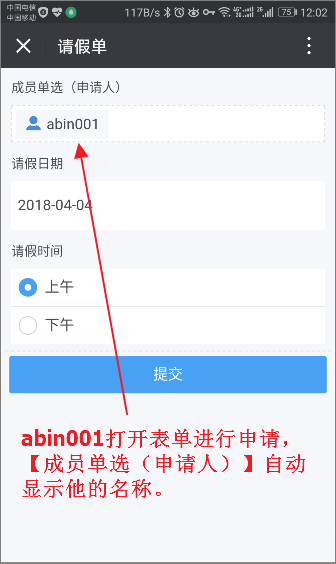 中国电信
中国移动
117B/s 75 12:02
请假单
成员单选（申请人）
abin001
请假日期
2018-04-04
请假时间
上午
下午
提交
abin001打开表单进行申请，
【成员单选（申请人）】自动
显示他的名称。